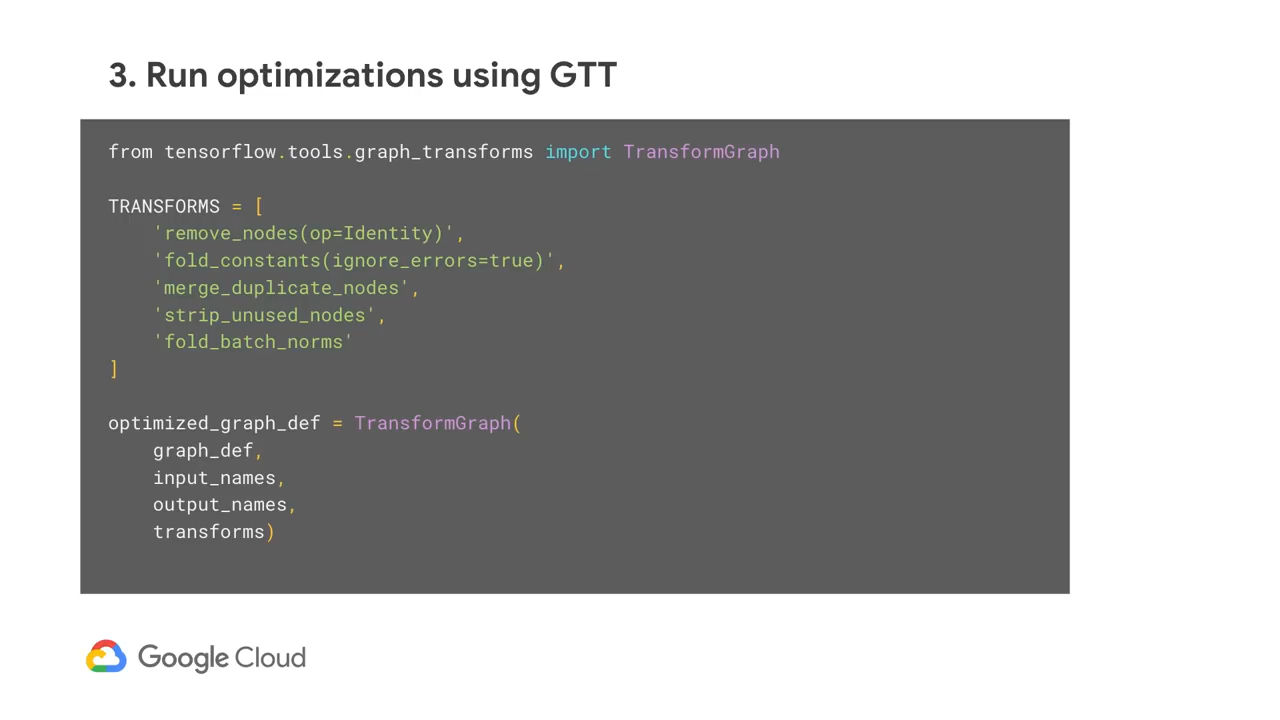 3. Run optimizations using GTT
from tensorflow.tools.graph_transforms import TransformGraph
TRANSFORMS = [
'remove_nodes(op=Identity)',
'fold_constants(ignore_errors=true)',
'merge_duplicate_nodes',
'strip_unused_nodes',
'fold_batch_norms'
]
optimized_graph_def = TransformGraph(
graph_def,
input_names,
output_names,
transforms)
Google Cloud